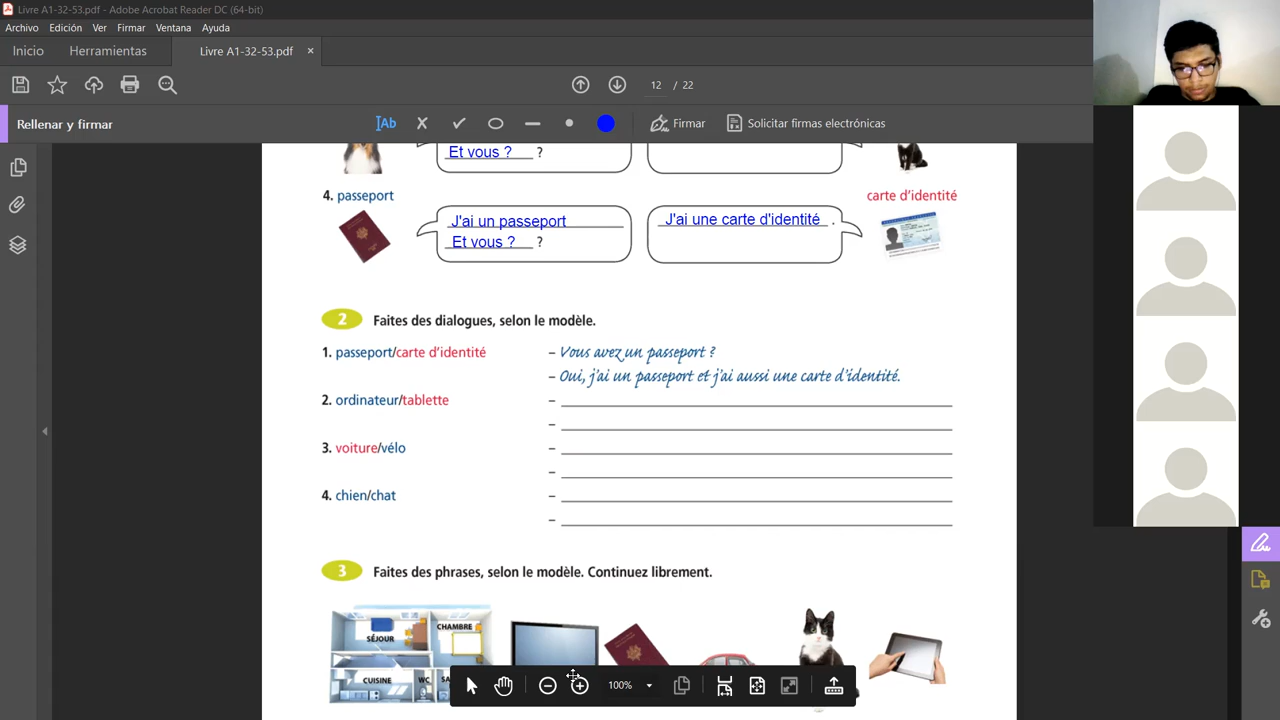 Livre A1-32-53.pdf - Adobe Acrobat Reader DC (64-bit)
Archivo Edición Ver Firmar Ventana Ayuda
Inicio Herramientas Livre A1-32-53.pdf ×
12 / 22
Rellenar y firmar
Ab Firmar Solicitar firmas electrónicas
Et vous ? ?
4. passeport
carte d'identité
J'ai un passeport
Et vous ? ?
J'ai une carte d'identité .
2 Faites des dialogues, selon le modèle.
1. passeport/carte d'identité – Vous avez un passeport ?
– Oui, j'ai un passeport et j'ai aussi une carte d'identité.
2. ordinateur/tablette –
–
3. voiture/vélo –
–
4. chien/chat –
–
3 Faites des phrases, selon le modèle. Continuez librement.
SÉJOUR CHAMBRE
CUISINE WC
100%